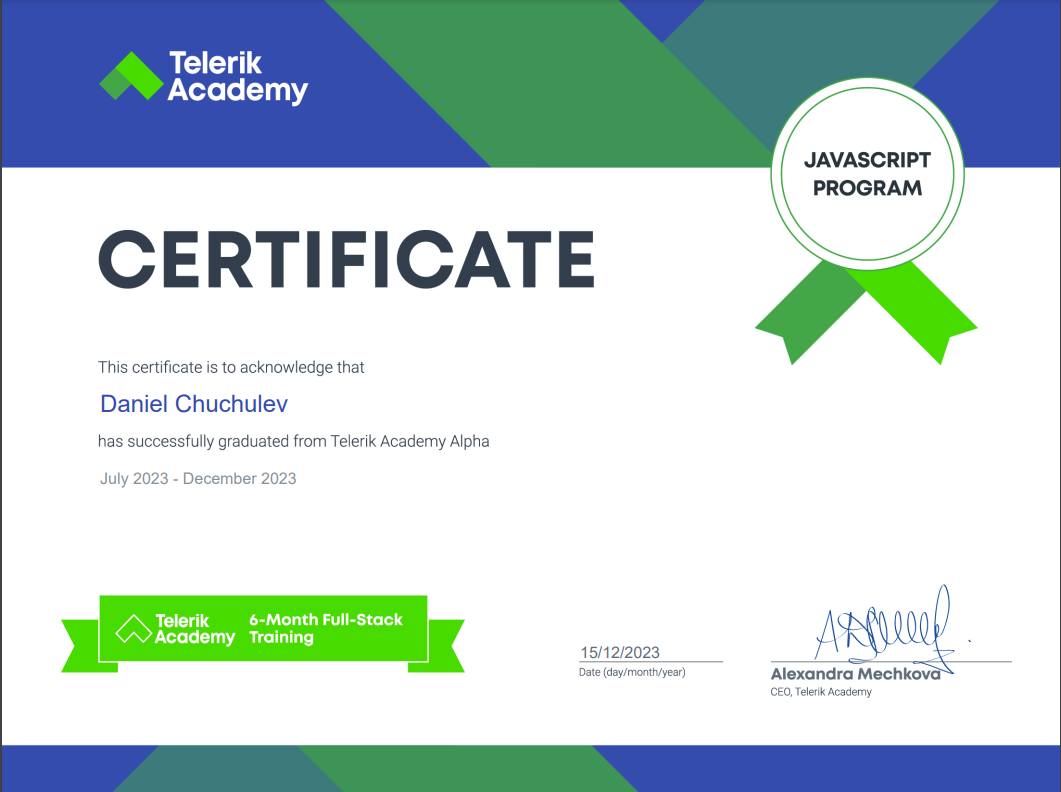 Telerik
Academy
JAVASCRIPT
PROGRAM
CERTIFICATE
This certificate is to acknowledge that
Daniel Chuchulev
has successfully graduated from Telerik Academy Alpha
July 2023 - December 2023
Telerik
Academy
6-Month Full-Stack
Training
15/12/2023
Date (day/month/year)
Alexandra Mechkova
CEO, Telerik Academy